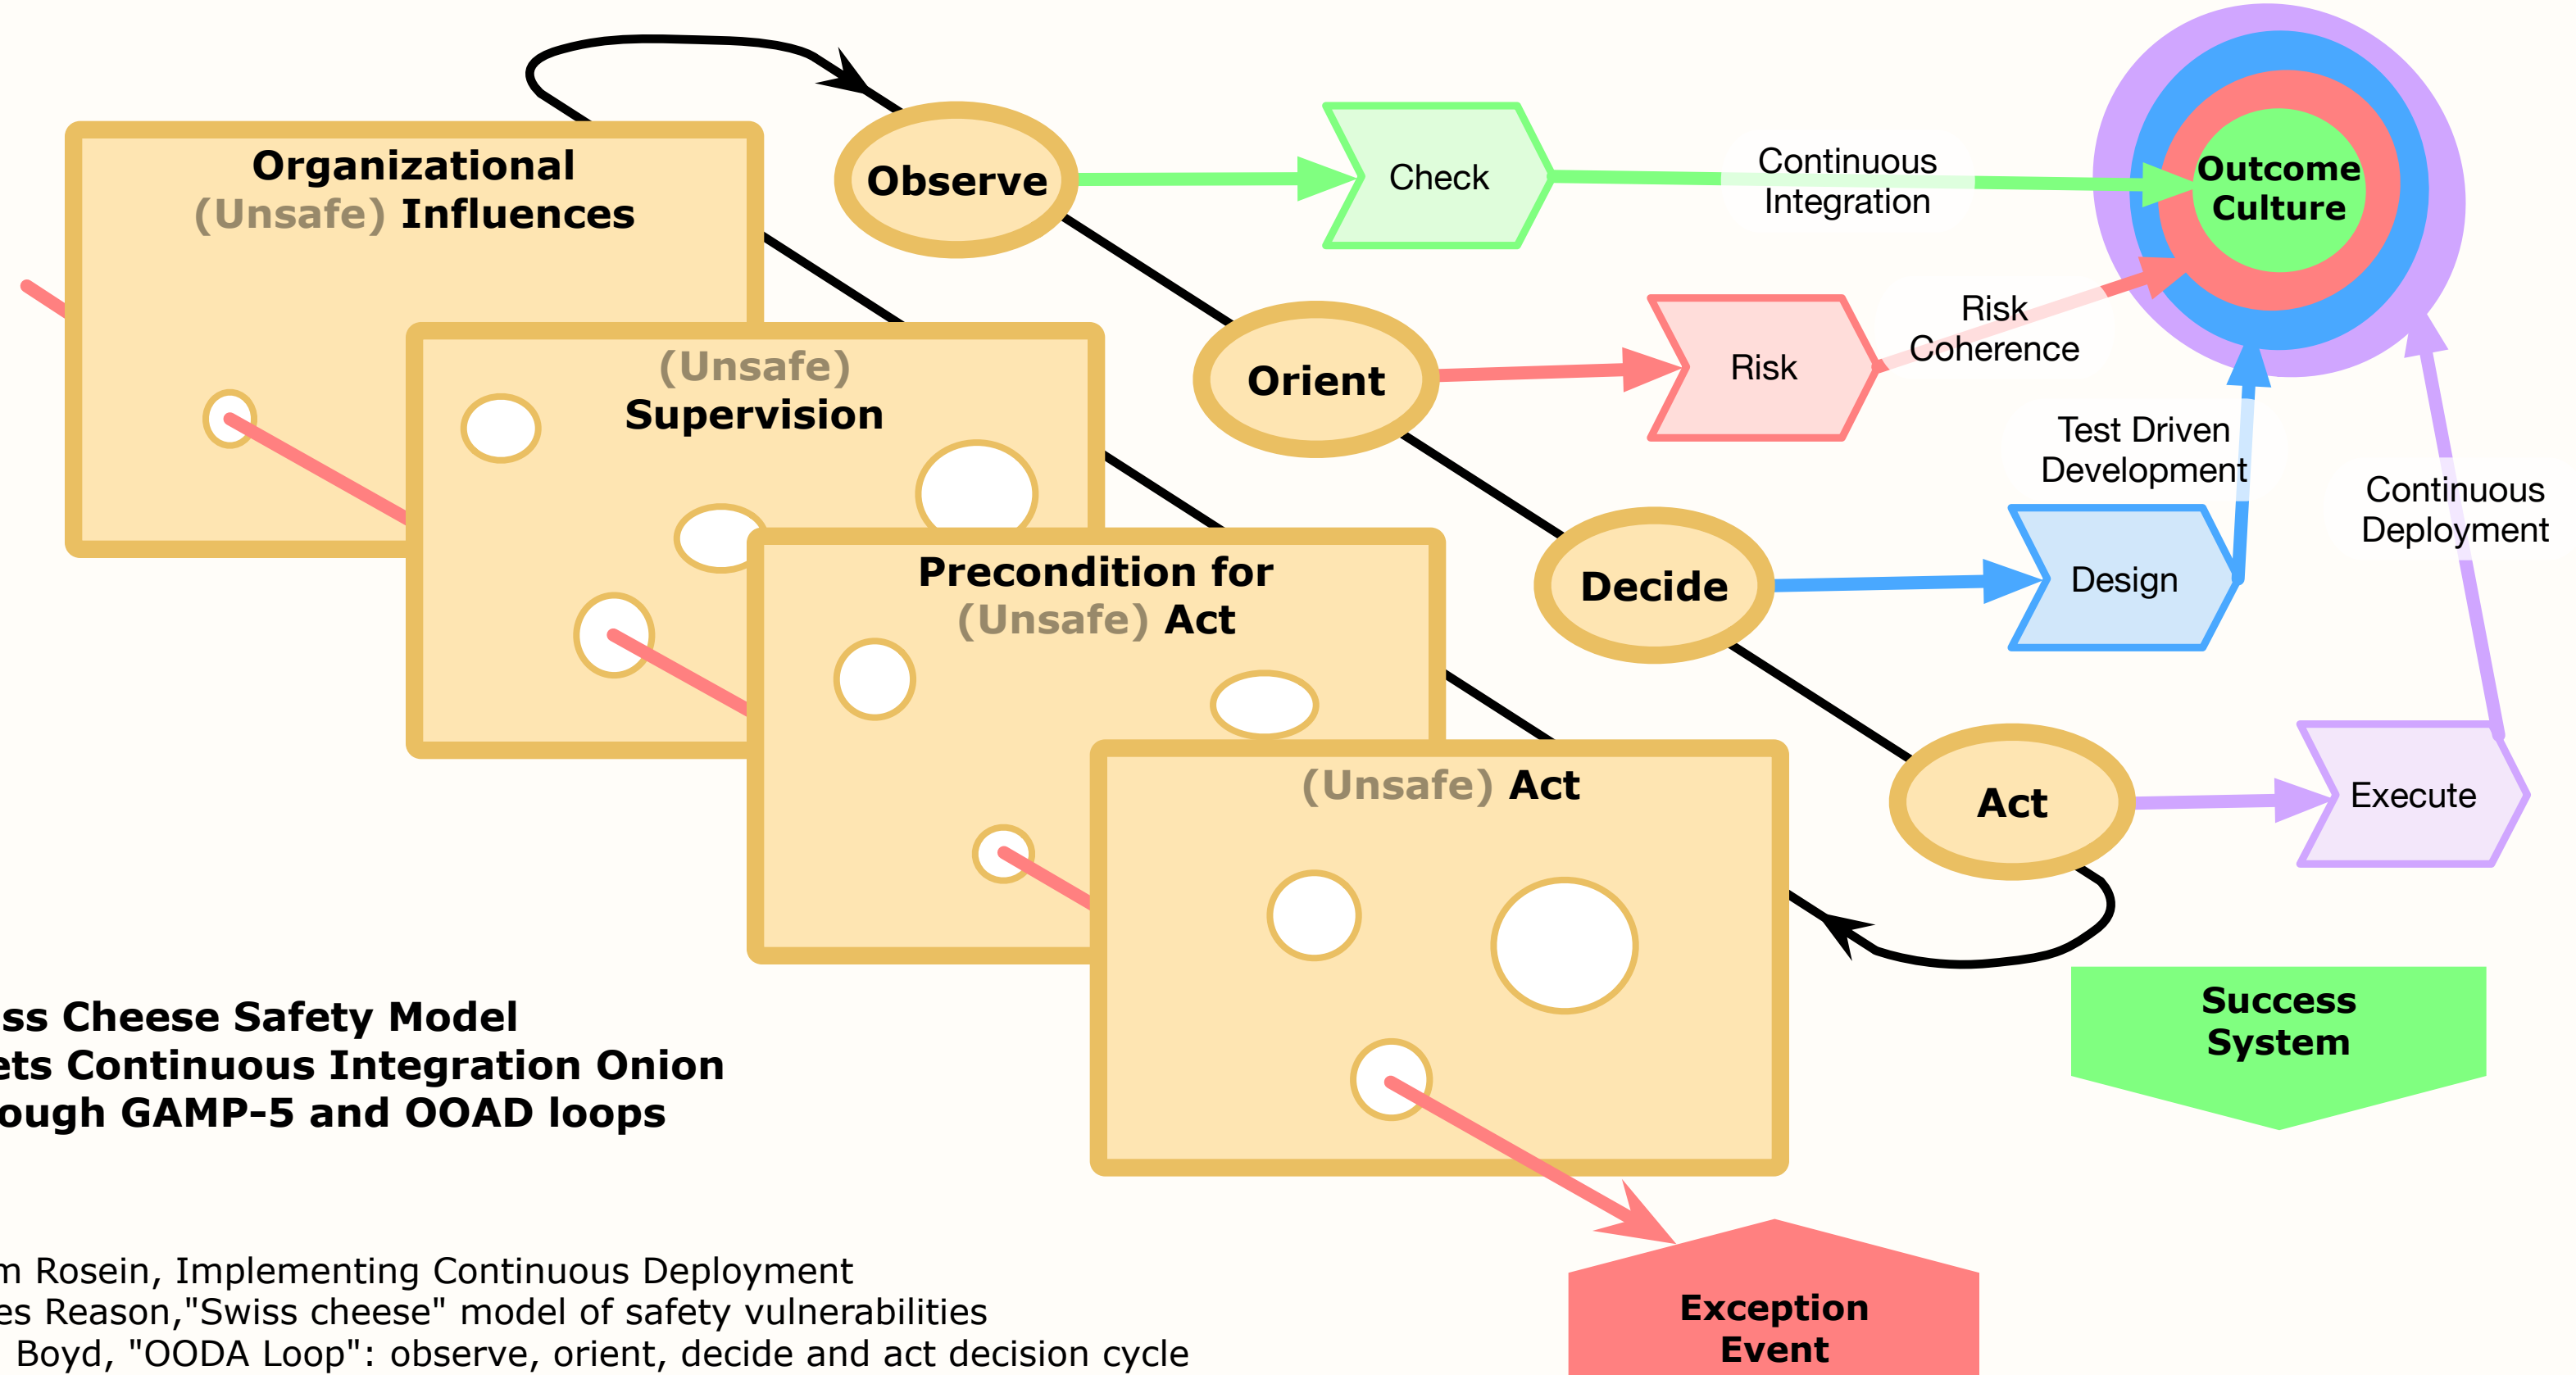 Organizational
(Unsafe) Influences
(Unsafe)
Supervision
Precondition for
(Unsafe) Act
(Unsafe) Act
Observe
Orient
Decide
Act
Check
Risk
Design
Execute
Continuous
Integration
Risk
Coherence
Test Driven
Development
Continuous
Deployment
Outcome
Culture
Success
System
Exception
Event
ss Cheese Safety Model
ets Continuous Integration Onion
ough GAMP-5 and OOAD loops
m Rosein, Implementing Continuous Deployment
es Reason,"Swiss cheese" model of safety vulnerabilities
Boyd, "OODA Loop": observe, orient, decide and act decision cycle